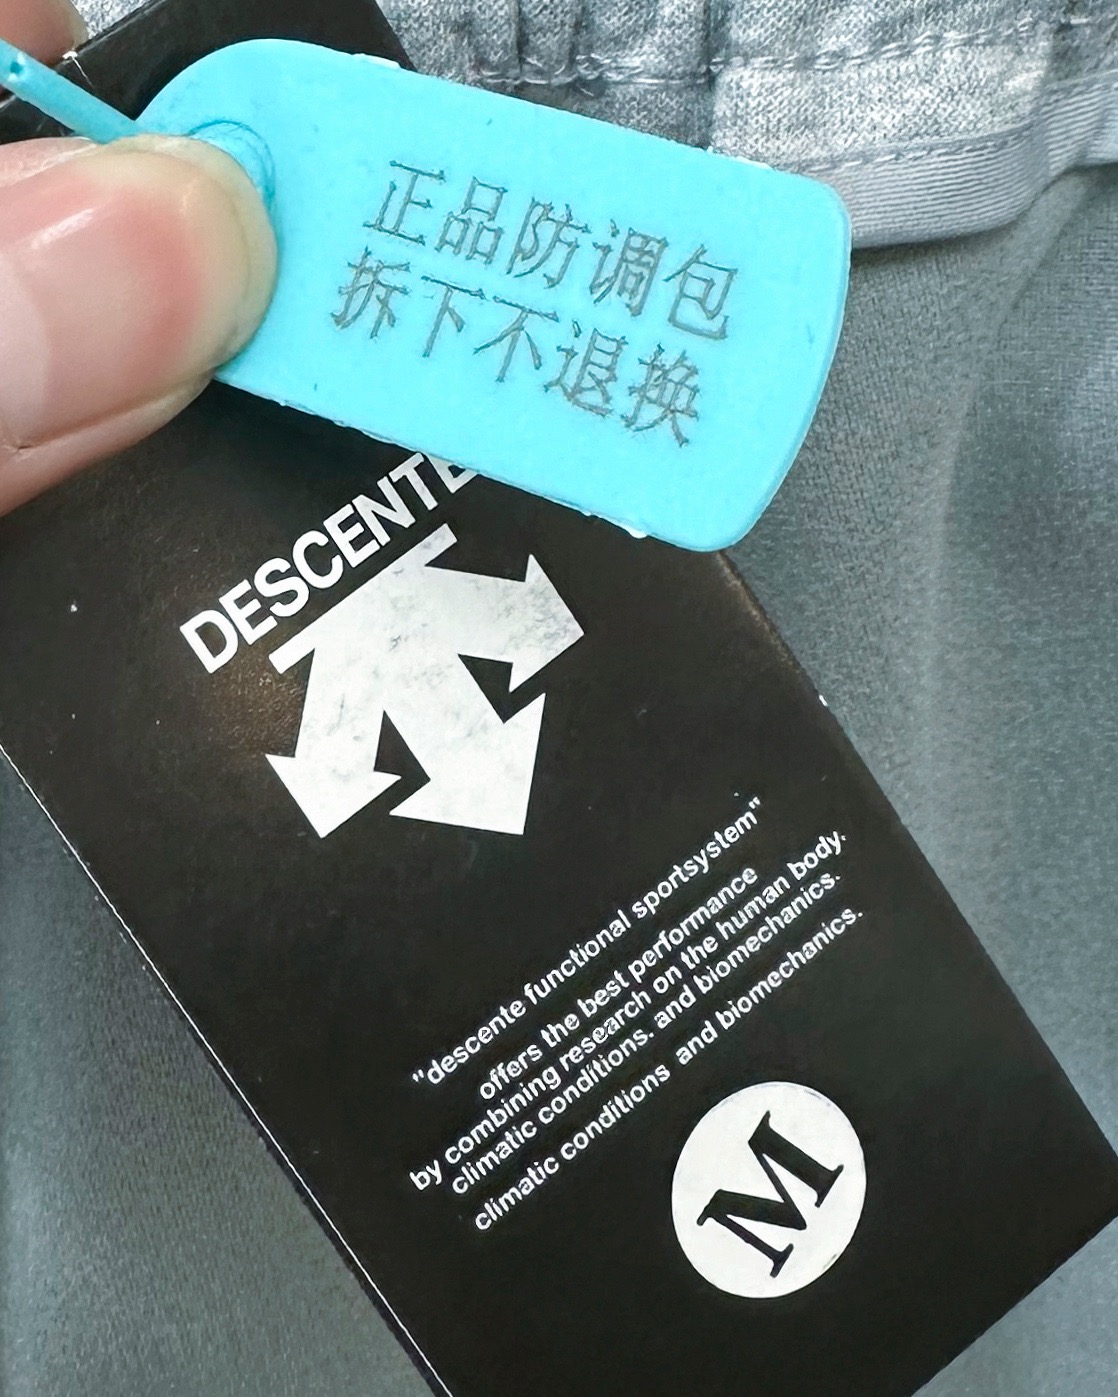 正品防调包
拆下不退换
DESCENTE
"descente functional sportsystem"
offers the best performance
by combining research on the human body.
climatic conditions. and biomechanics.
climatic conditions and biomechanics.
M